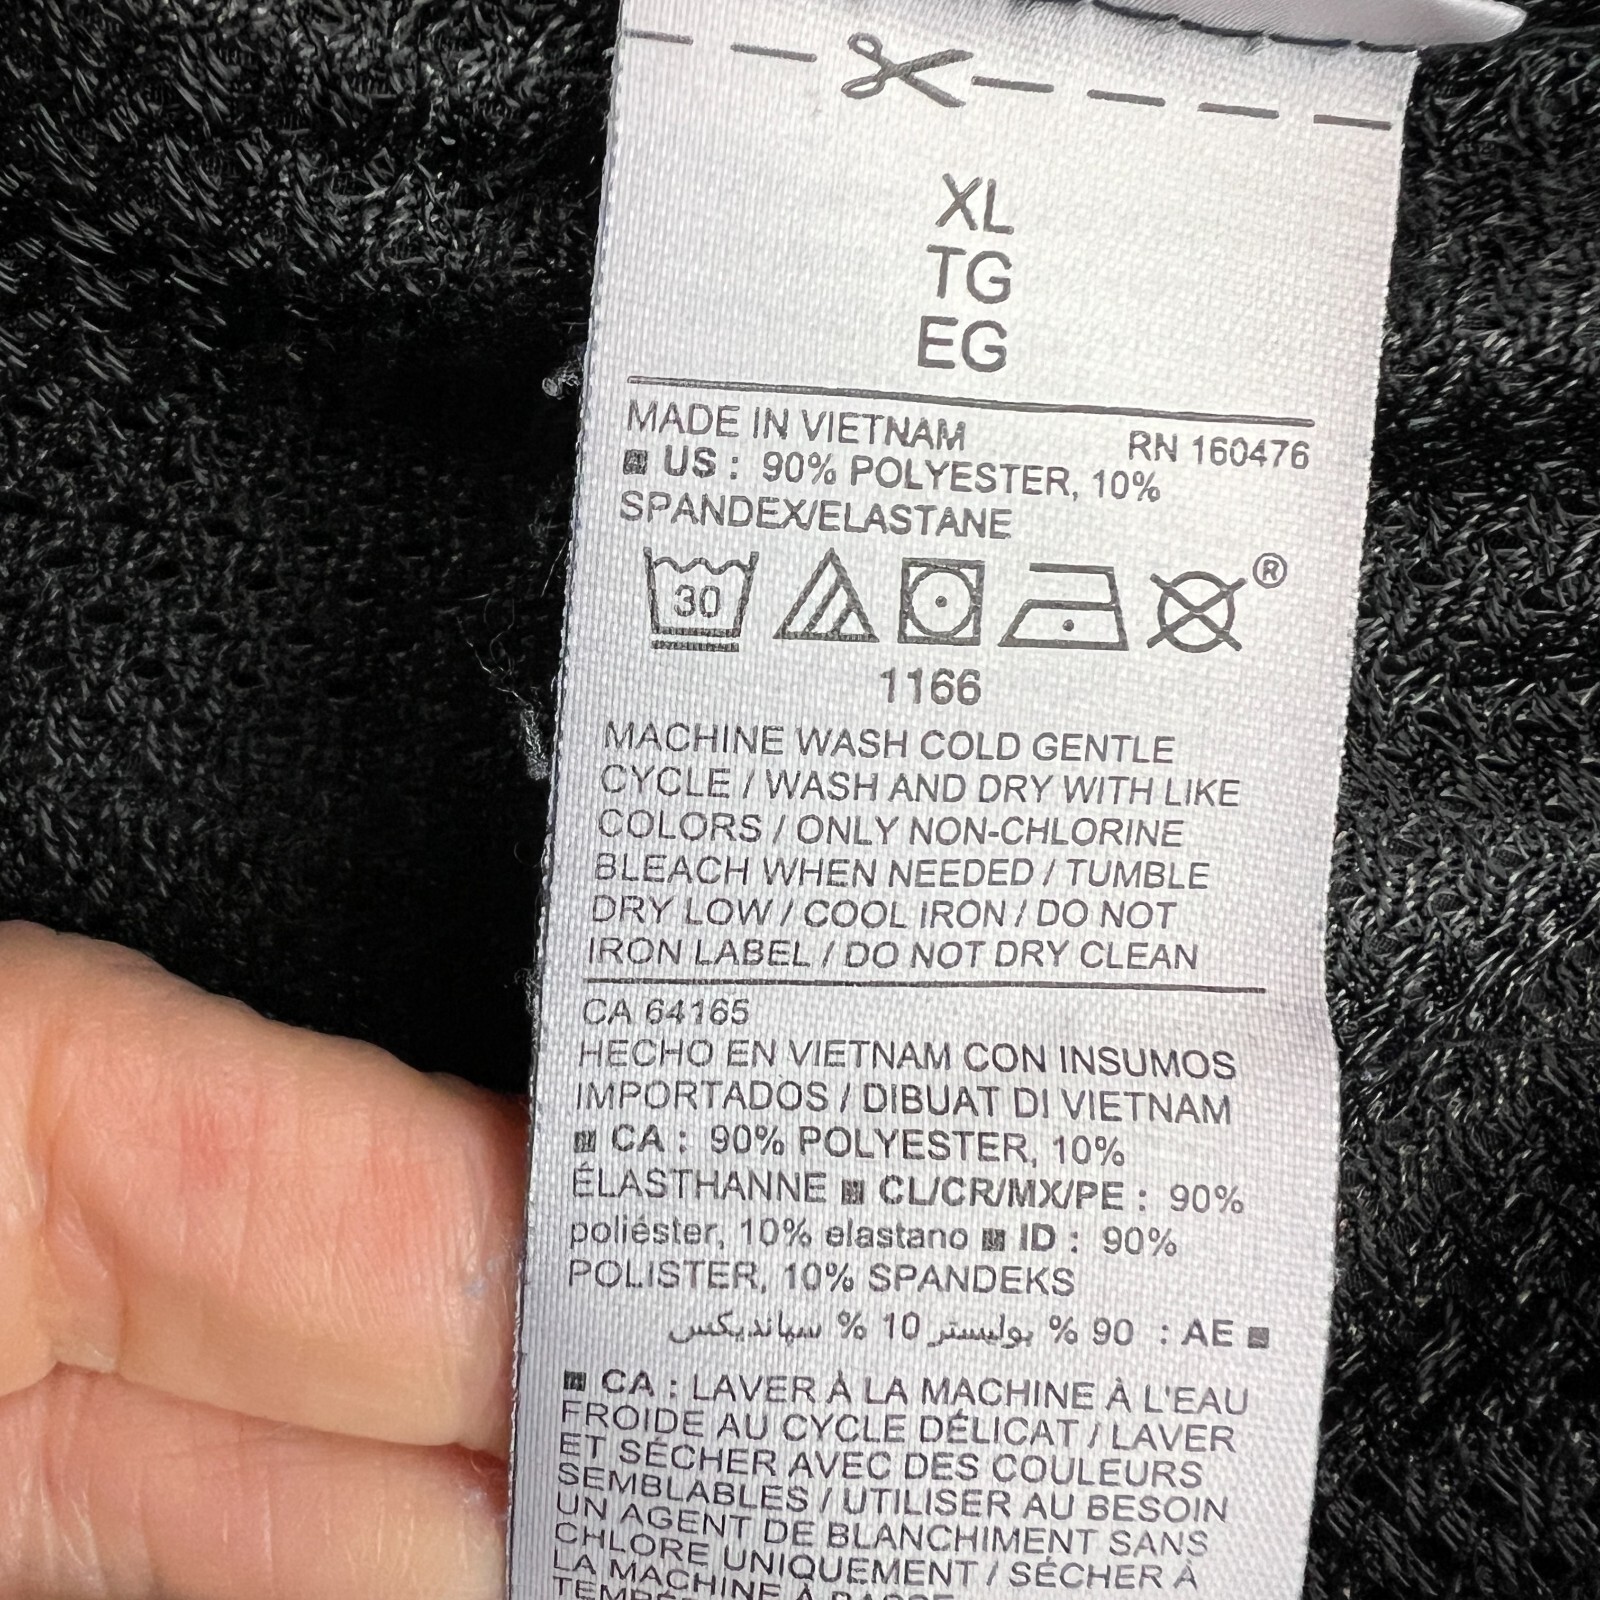 XL
TG
EG
MADE IN VIETNAM RN 160476
US : 90% POLYESTER, 10%
SPANDEX/ELASTANE
30
®
1166
MACHINE WASH COLD GENTLE
CYCLE / WASH AND DRY WITH LIKE
COLORS / ONLY NON-CHLORINE
BLEACH WHEN NEEDED / TUMBLE
DRY LOW / COOL IRON / DO NOT
IRON LABEL / DO NOT DRY CLEAN
CA 64165
HECHO EN VIETNAM CON INSUMOS
IMPORTADOS / DIBUAT DI VIETNAM
CA : 90% POLYESTER, 10%
ÉLASTHANNE CL/CR/MX/PE : 90%
poliéster, 10% elastano ID : 90%
POLISTER, 10% SPANDEKS
AE : 90 % بوليستر 10 % سباندیکس
CA : LAVER À LA MACHINE À L'EAU
FROIDE AU CYCLE DÉLICAT / LAVER
ET SÉCHER AVEC DES COULEURS
SEMBLABLES / UTILISER AU BESOIN
UN AGENT DE BLANCHIMENT SANS
CHLORE UNIQUEMENT / SÉCHER À
LA MACHINE À BASSE